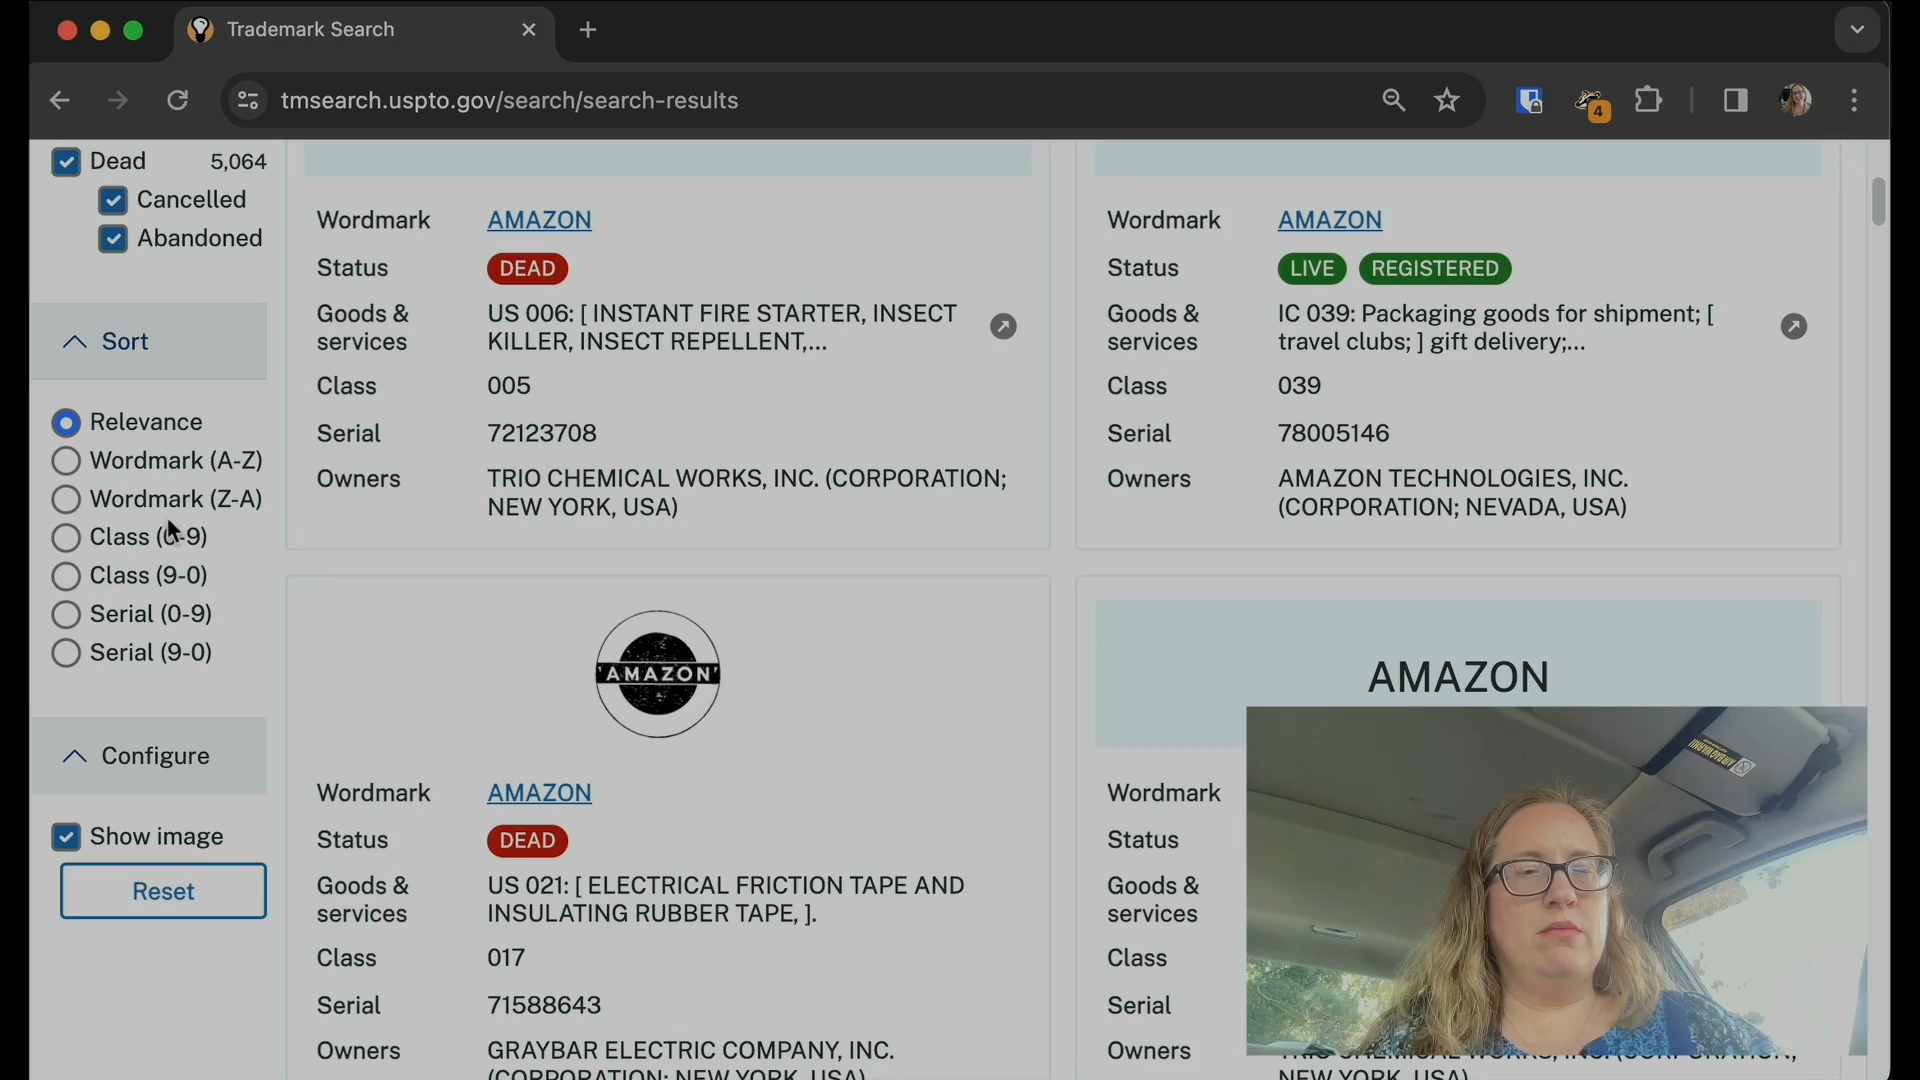 Trademark Search
tmsearch.uspto.gov/search/search-results
4
Dead 5,064
Cancelled
Abandoned
Sort
Relevance
Wordmark (A-Z)
Wordmark (Z-A)
Class (0-9)
Class (9-0)
Serial (0-9)
Serial (9-0)
Configure
Show image
Reset
Wordmark AMAZON
Status DEAD
Goods & services US 006: [ INSTANT FIRE STARTER, INSECT
KILLER, INSECT REPELLENT,...
Class 005
Serial 72123708
Owners TRIO CHEMICAL WORKS, INC. (CORPORATION;
NEW YORK, USA)
Wordmark AMAZON
Status LIVE REGISTERED
Goods & services IC 039: Packaging goods for shipment; [
travel clubs; ] gift delivery;...
Class 039
Serial 78005146
Owners AMAZON TECHNOLOGIES, INC.
(CORPORATION; NEVADA, USA)
'AMAZON'
Wordmark AMAZON
Status DEAD
Goods & services US 021: [ ELECTRICAL FRICTION TAPE AND
INSULATING RUBBER TAPE, ].
Class 017
Serial 71588643
Owners GRAYBAR ELECTRIC COMPANY, INC.
(CORPORATION; NEW YORK, USA)
AMAZON
Wordmark
Status
Goods &
services
Class
Serial
Owners TRIO CHEMICAL WORKS, INC. (CORPORATION;
NEW YORK, USA)